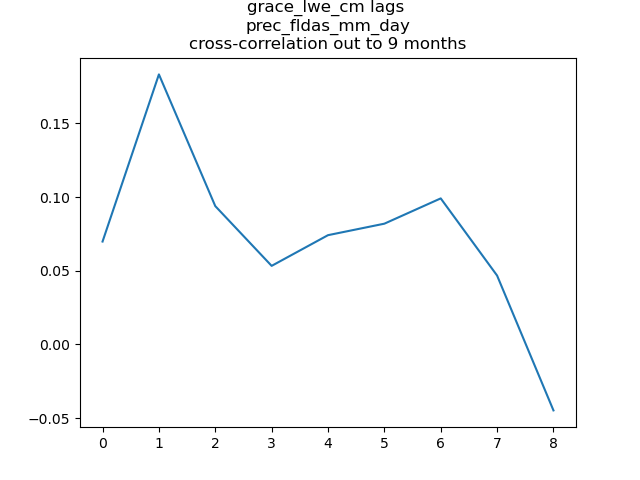 grace_lwe_cm lags
prec_fldas_mm_day
cross-correlation out to 9 months
0.15
0.10
0.05
0.00
−0.05
0 1 2 3 4 5 6 7 8